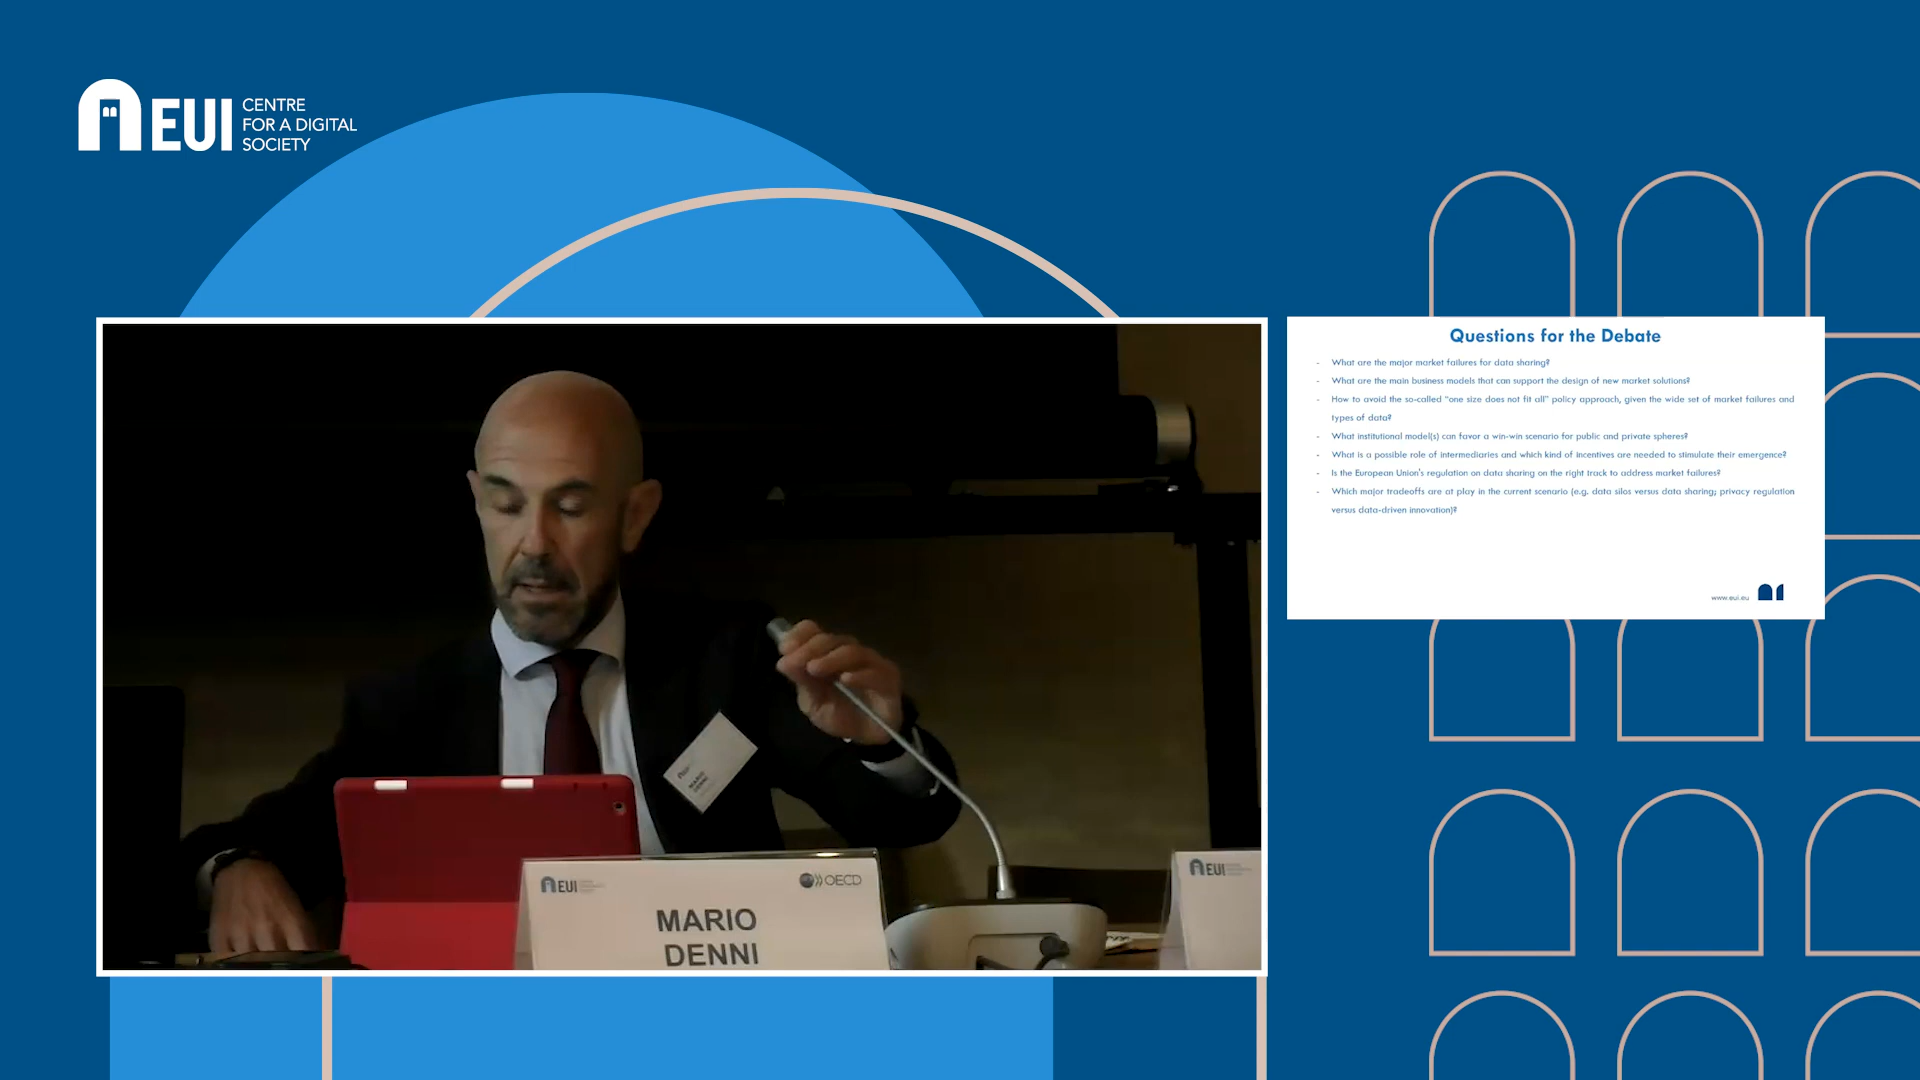 EUI
CENTRE
FOR A DIGITAL
SOCIETY
Questions for the Debate
- What are the major market failures for data sharing?
- What are the main business models that can support the design of new market solutions?
- How to avoid the so-called "one size does not fit all" policy approach, given the wide set of market failures and
types of data?
- What institutional model(s) can favor a win-win scenario for public and private spheres?
- What is a possible role of intermediaries and which kind of incentives are needed to stimulate their emergence?
- Is the European Union's regulation on data sharing on the right track to address market failures?
- Which major tradeoffs are at play in the current scenario (e.g. data silos versus data sharing; privacy regulation
versus data-driven innovation)?
www.eui.eu
MARIO
DENNI
EUI
OECD
MARIO
DENNI
EUI